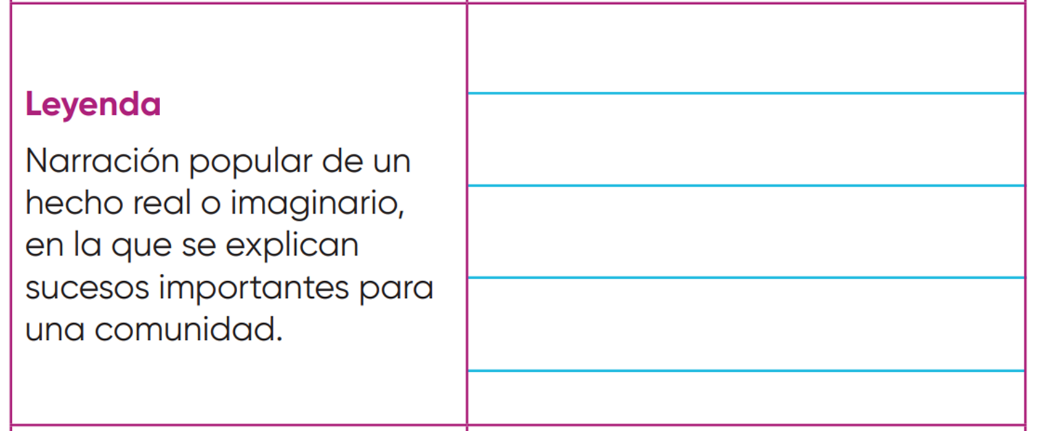 Leyenda
Narración popular de un
hecho real o imaginario,
en la que se explican
sucesos importantes para
una comunidad.